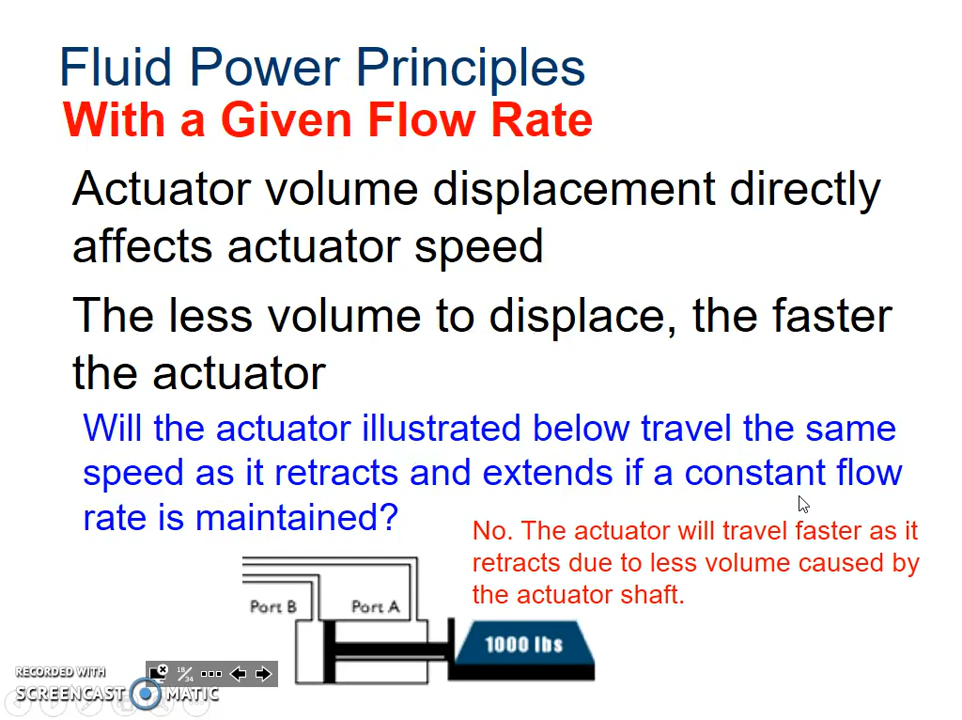 Fluid Power Principles
With a Given Flow Rate
Actuator volume displacement directly
affects actuator speed
The less volume to displace, the faster
the actuator
Will the actuator illustrated below travel the same
speed as it retracts and extends if a constant flow
rate is maintained?
No. The actuator will travel faster as it
retracts due to less volume caused by
the actuator shaft.
Port B
Port A
1000 lbs
18/34
RECORDED WITH
SCREENCAST MATIC